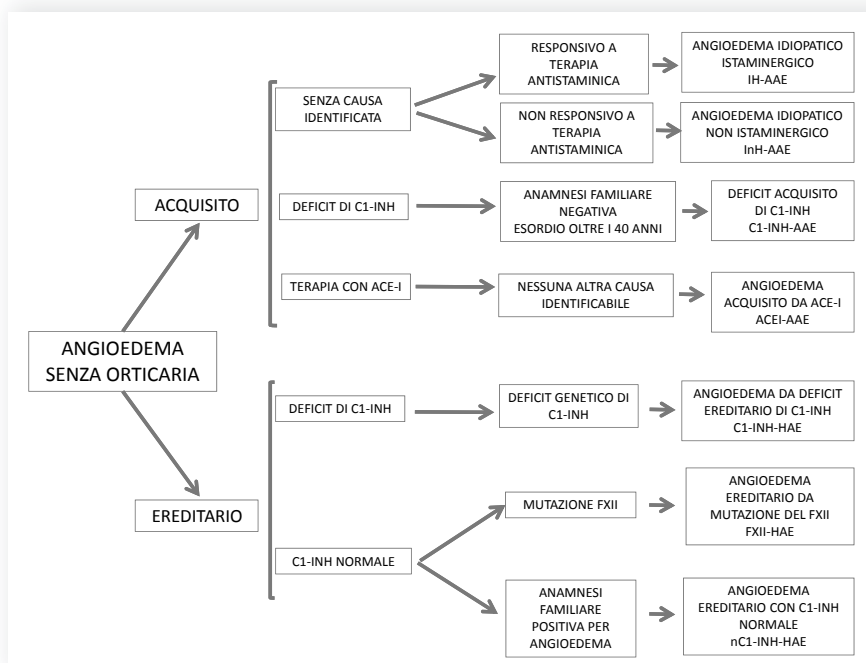 RESPONSIVO A
TERAPIA
ANTISTAMINICA
ANGIOEDEMA IDIOPATICO
ISTAMINERGICO
IH-AAE
SENZA CAUSA
IDENTIFICATA
NON RESPONSIVO A
TERAPIA
ANTISTAMINICA
ANGIOEDEMA IDIOPATICO
NON ISTAMINERGICO
InH-AAE
ACQUISITO
DEFICIT DI C1-INH
ANAMNESI FAMILIARE
NEGATIVA
ESORDIO OLTRE I 40 ANNI
DEFICIT ACQUISITO
DI C1-INH
C1-INH-AAE
TERAPIA CON ACE-I
NESSUNA ALTRA CAUSA
IDENTIFICABILE
ANGIOEDEMA
ACQUISITO DA ACE-I
ACEI-AAE
ANGIOEDEMA
SENZA ORTICARIA
DEFICIT DI C1-INH
DEFICIT GENETICO DI
C1-INH
ANGIOEDEMA DA DEFICIT
EREDITARIO DI C1-INH
C1-INH-HAE
EREDITARIO
MUTAZIONE FXII
ANGIOEDEMA
EREDITARIO DA
MUTAZIONE DEL FXII
FXII-HAE
C1-INH NORMALE
ANAMNESI
FAMILIARE
POSITIVA PER
ANGIOEDEMA
ANGIOEDEMA
EREDITARIO CON C1-INH
NORMALE
nC1-INH-HAE